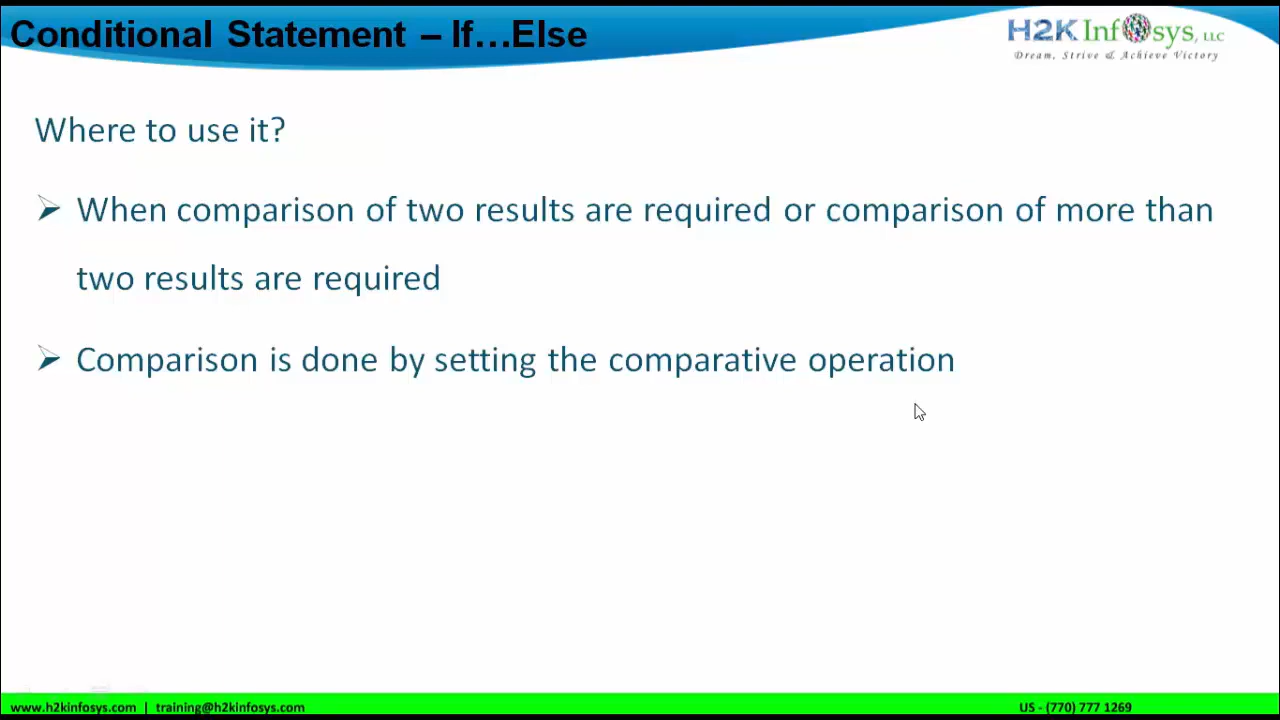 Conditional Statement – If…Else
H2K Infosys, LLC
Dream, Strive & Achieve Victory
Where to use it?
➢ When comparison of two results are required or comparison of more than
two results are required
➢ Comparison is done by setting the comparative operation
www.h2kinfosys.com | training@h2kinfosys.com
US - (770) 777 1269